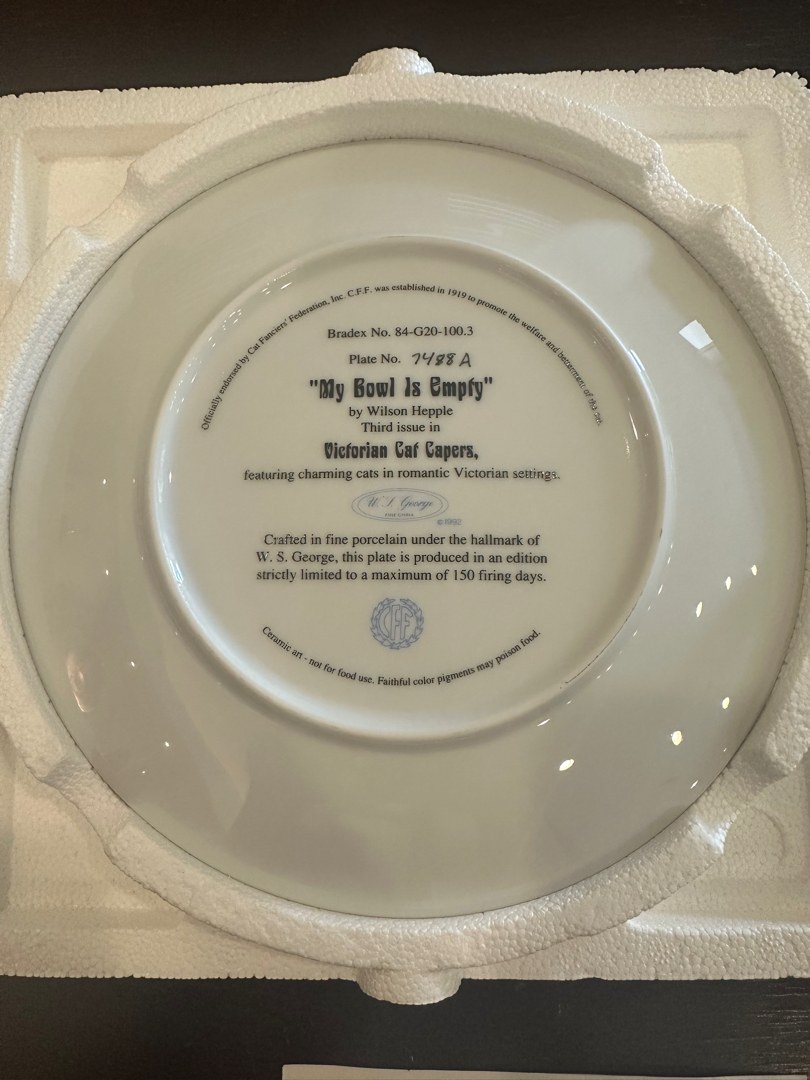 Officially endorsed by Cat Fanciers' Federation, Inc. C.F.F. was established in 1919 to promote the welfare and betterment of the cat.
Bradex No. 84-G20-100.3
Plate No. 7488 A
"My Bowl Is Empty"
by Wilson Hepple
Third issue in
Victorian Cat Capers,
featuring charming cats in romantic Victorian settings.
W. S. George
FINE CHINA
©1992
Crafted in fine porcelain under the hallmark of
W. S. George, this plate is produced in an edition
strictly limited to a maximum of 150 firing days.
CFF
Ceramic art - not for food use. Faithful color pigments may poison food.